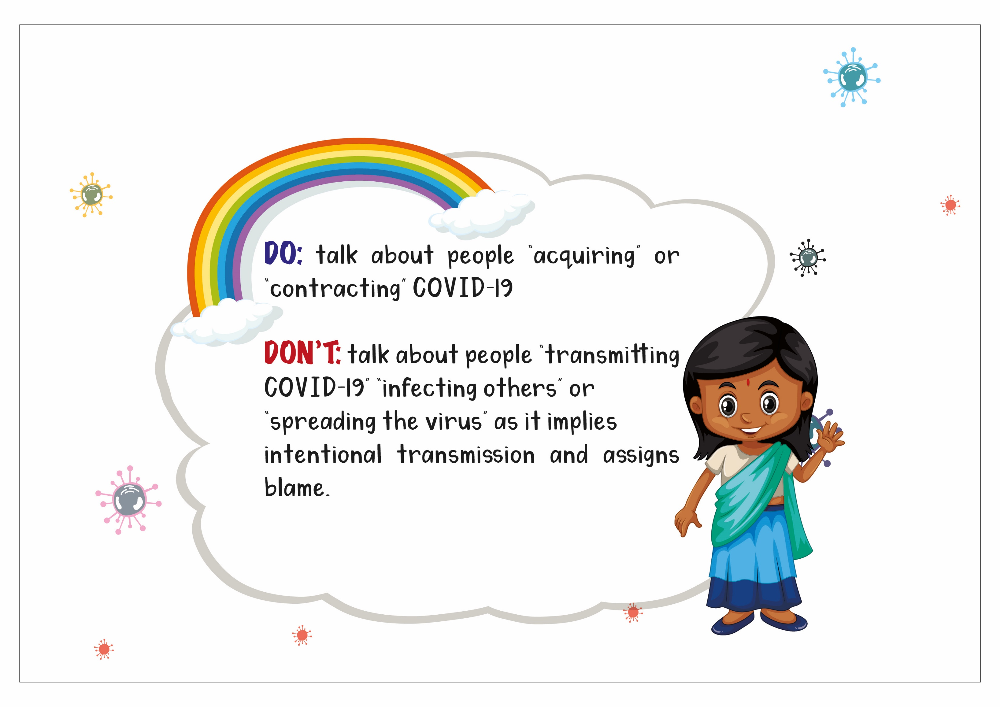 DO: talk about people "acquiring" or
"contracting" COVID-19
DON'T: talk about people "transmitting
COVID-19" "infecting others" or
"spreading the virus" as it implies
intentional transmission and assigns
blame.